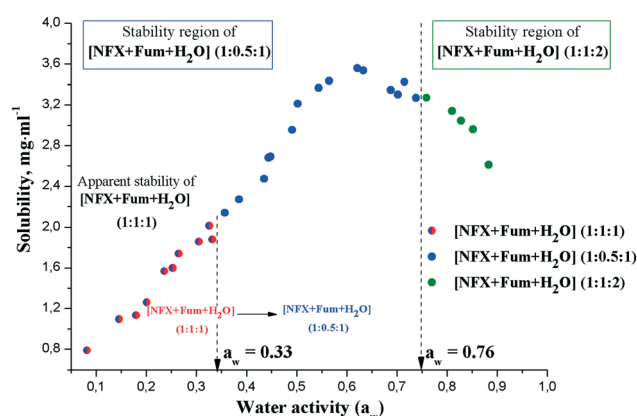 Stability region of
[NFX+Fum+H₂O] (1:0.5:1)
Stability region of
[NFX+Fum+H₂O] (1:1:2)
4,0
3,6
3,2
2,8
2,4
2,0
1,6
1,2
0,8
Solubility, mg·ml⁻¹
Apparent stability of
[NFX+Fum+H₂O]
(1:1:1)
[NFX+Fum+H₂O] (1:1:1)
[NFX+Fum+H₂O] (1:0.5:1)
[NFX+Fum+H₂O] (1:1:2)
[NFX+Fum+H₂O] [NFX+Fum+H₂O]
(1:1:1) (1:0.5:1)
a_w = 0.33
a_w = 0.76
0,1 0,2 0,3 0,4 0,5 0,6 0,7 0,8 0,9 1,0
Water activity (a_w)